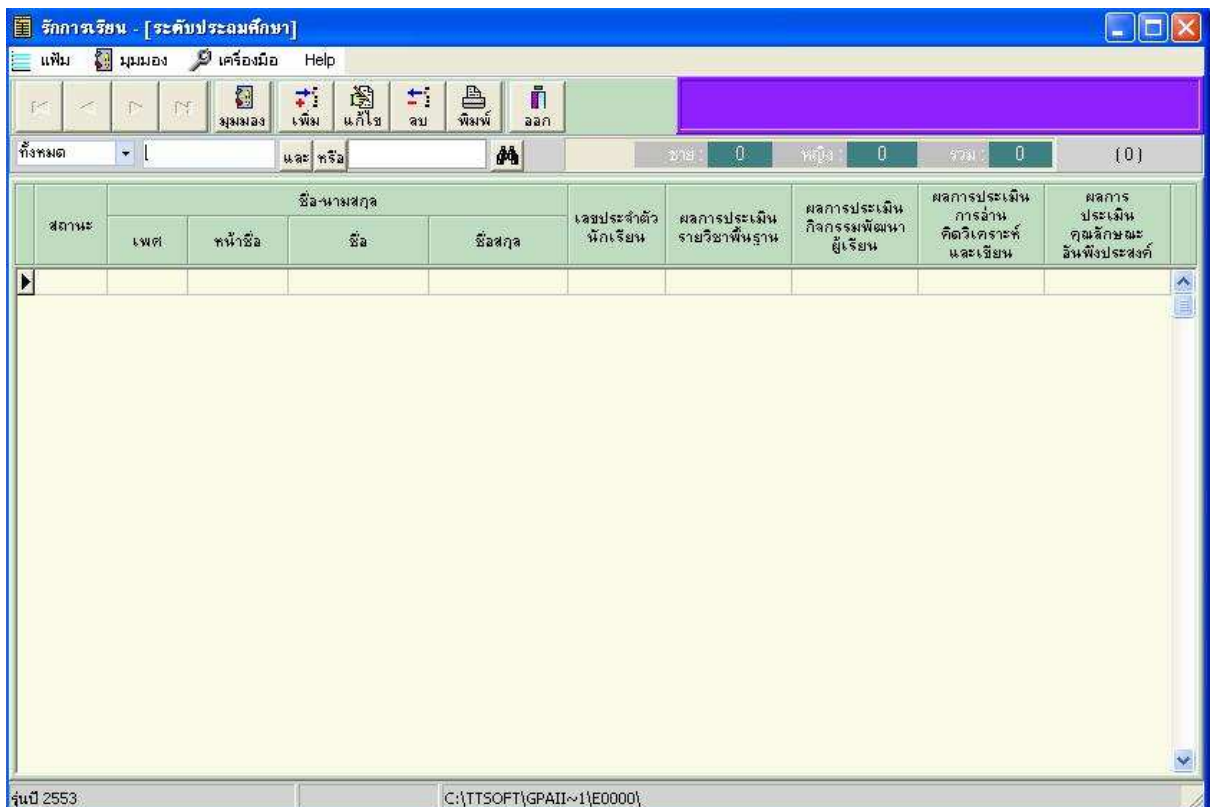 รักการเรียน - [ระดับประถมศึกษา]
แฟ้ม มุมมอง เครื่องมือ Help
มุมมอง เพิ่ม แก้ไข ลบ พิมพ์ ออก
ทั้งหมด และ หรือ ชาย : 0 หญิง : 0 รวม : 0 (0)
สถานะ
ชื่อ-นามสกุล
เพศ คำนำหน้าชื่อ ชื่อ ชื่อสกุล
เลขประจำตัว
นักเรียน
ผลการประเมิน
รายวิชาพื้นฐาน
ผลการประเมิน
กิจกรรมพัฒนา
ผู้เรียน
ผลการประเมิน
การอ่าน
คิดวิเคราะห์
และเขียน
ผลการ
ประเมิน
คุณลักษณะ
อันพึงประสงค์
รุ่นปี 2553 C:\TTSOFT\GPAII~1\E0000\